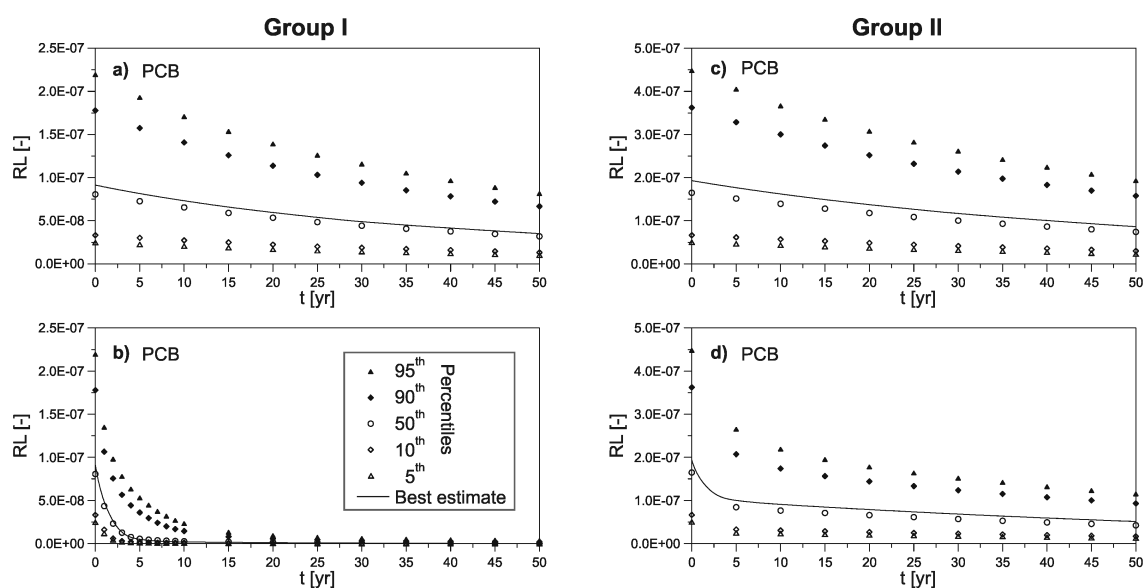 Group I
Group II
a) PCB
RL [-]
2.5E-07
2.0E-07
1.5E-07
1.0E-07
5.0E-08
0.0E+00
0 5 10 15 20 25 30 35 40 45 50
t [yr]
c) PCB
RL [-]
5.0E-07
4.0E-07
3.0E-07
2.0E-07
1.0E-07
0.0E+00
0 5 10 15 20 25 30 35 40 45 50
t [yr]
b) PCB
RL [-]
2.5E-07
2.0E-07
1.5E-07
1.0E-07
5.0E-08
0.0E+00
0 5 10 15 20 25 30 35 40 45 50
t [yr]
95th
90th
50th
10th
5th
Percentiles
Best estimate
d) PCB
RL [-]
5.0E-07
4.0E-07
3.0E-07
2.0E-07
1.0E-07
0.0E+00
0 5 10 15 20 25 30 35 40 45 50
t [yr]